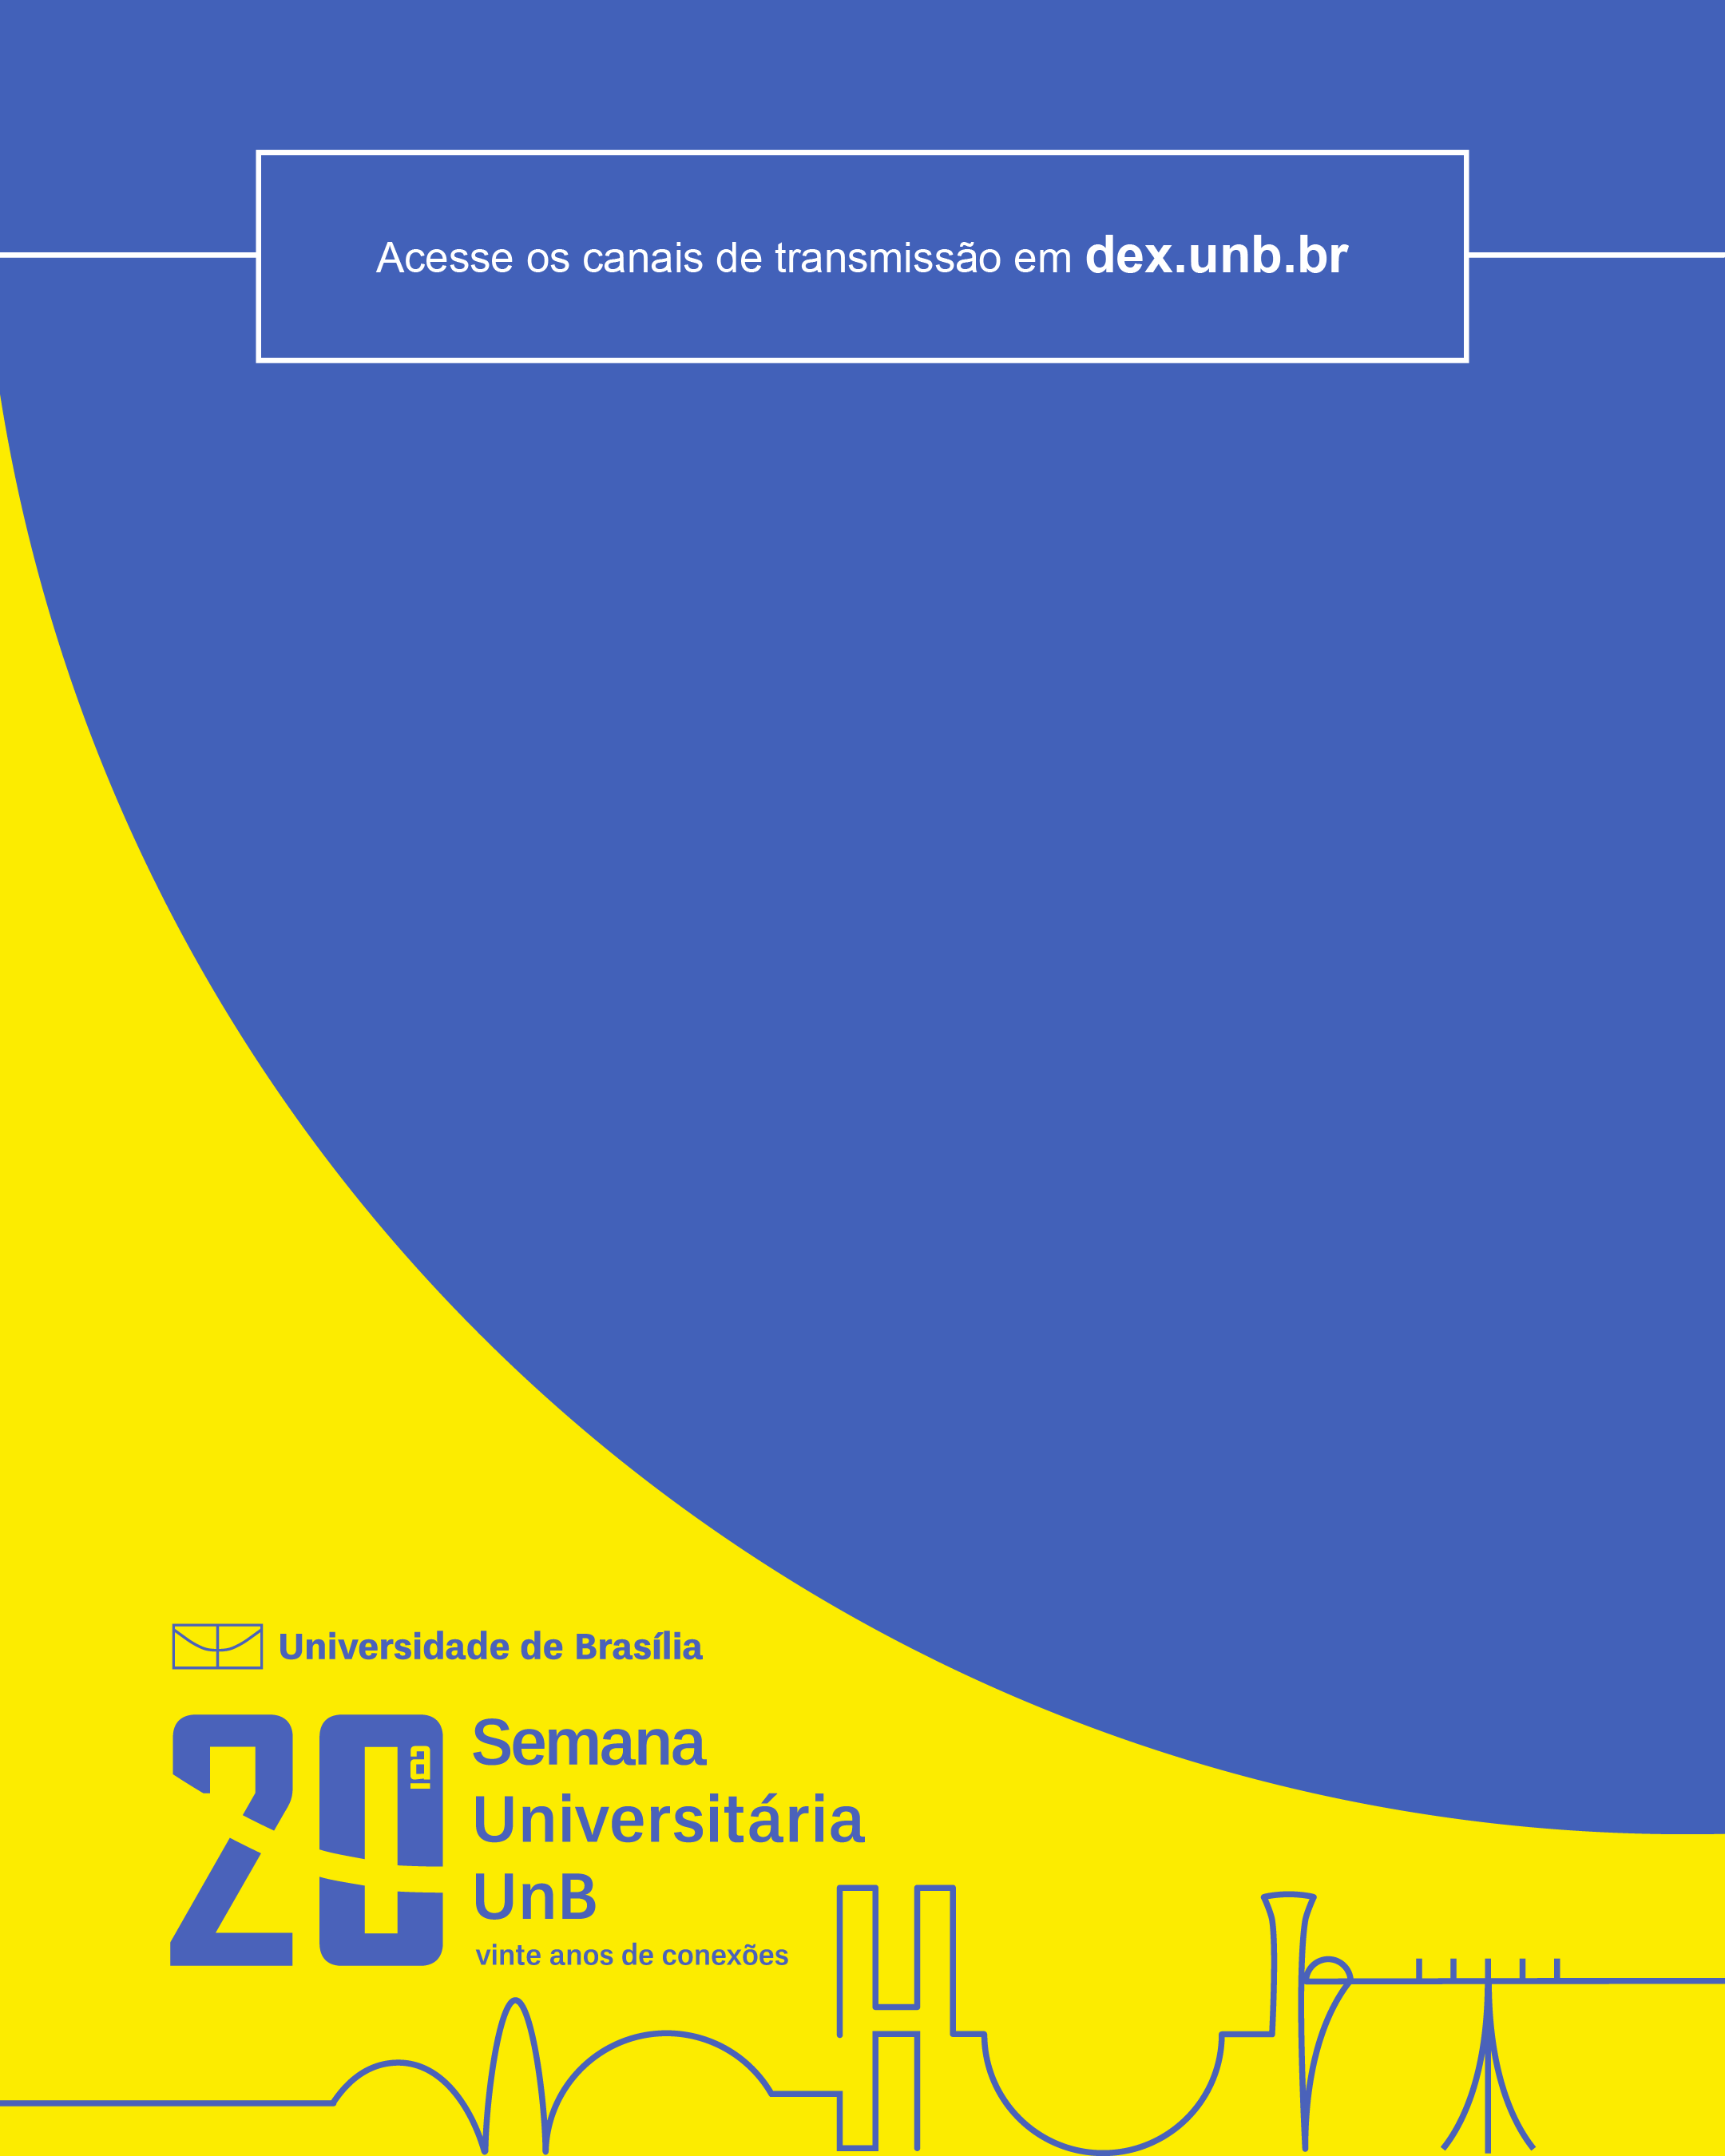 Acesse os canais de transmissão em dex.unb.br
Universidade de Brasília
20ª
Semana
Universitária
UnB
vinte anos de conexões